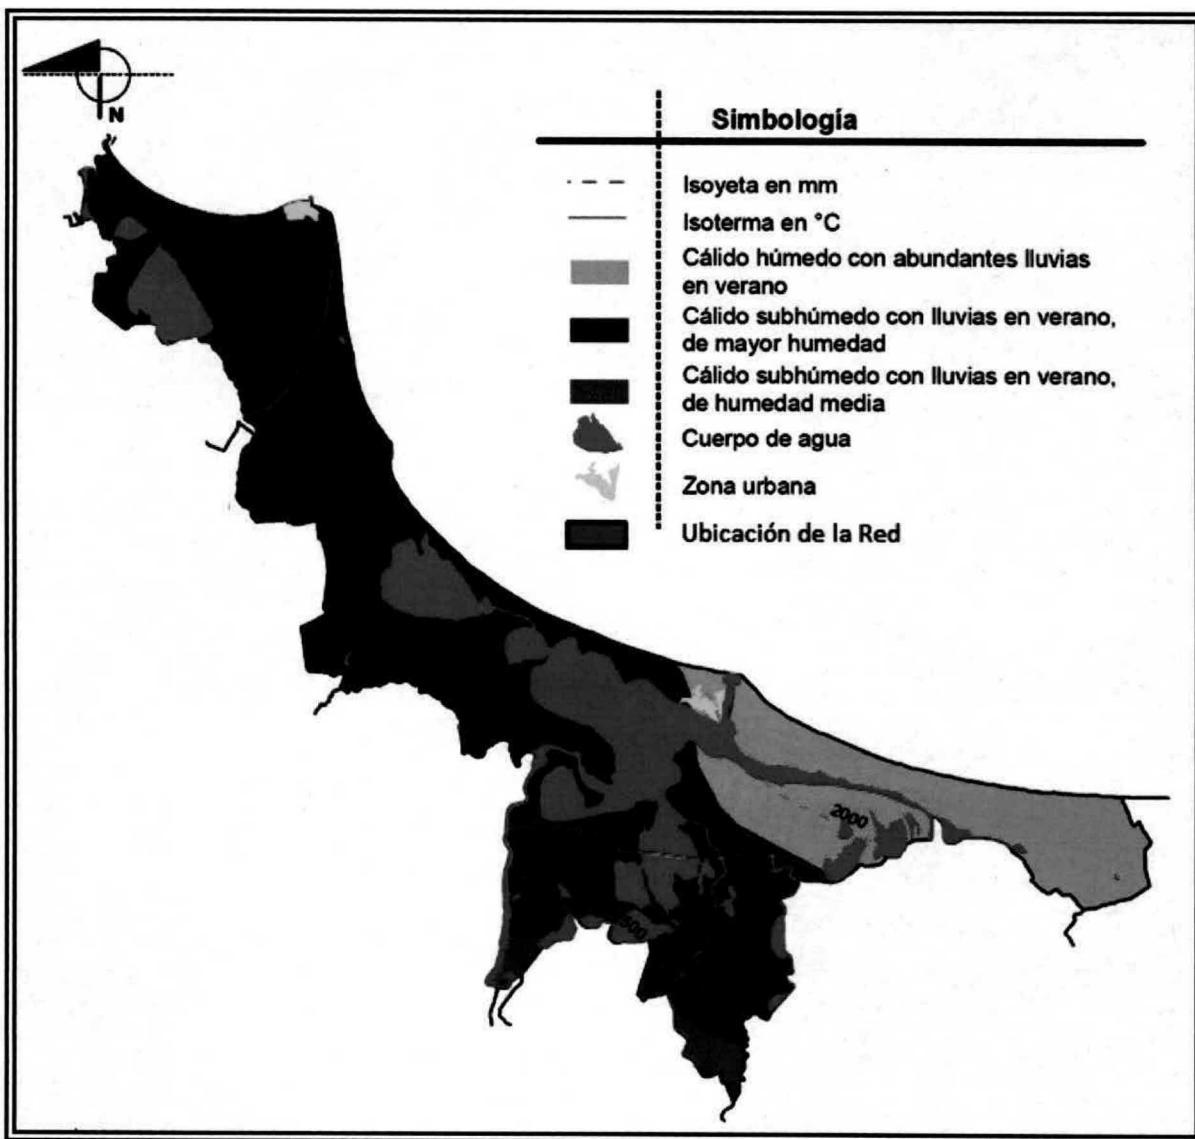 N
Simbología
Isoyeta en mm
Isoterma en °C
Cálido húmedo con abundantes lluvias
en verano
Cálido subhúmedo con lluvias en verano,
de mayor humedad
Cálido subhúmedo con lluvias en verano,
de humedad media
Cuerpo de agua
Zona urbana
Ubicación de la Red
2000